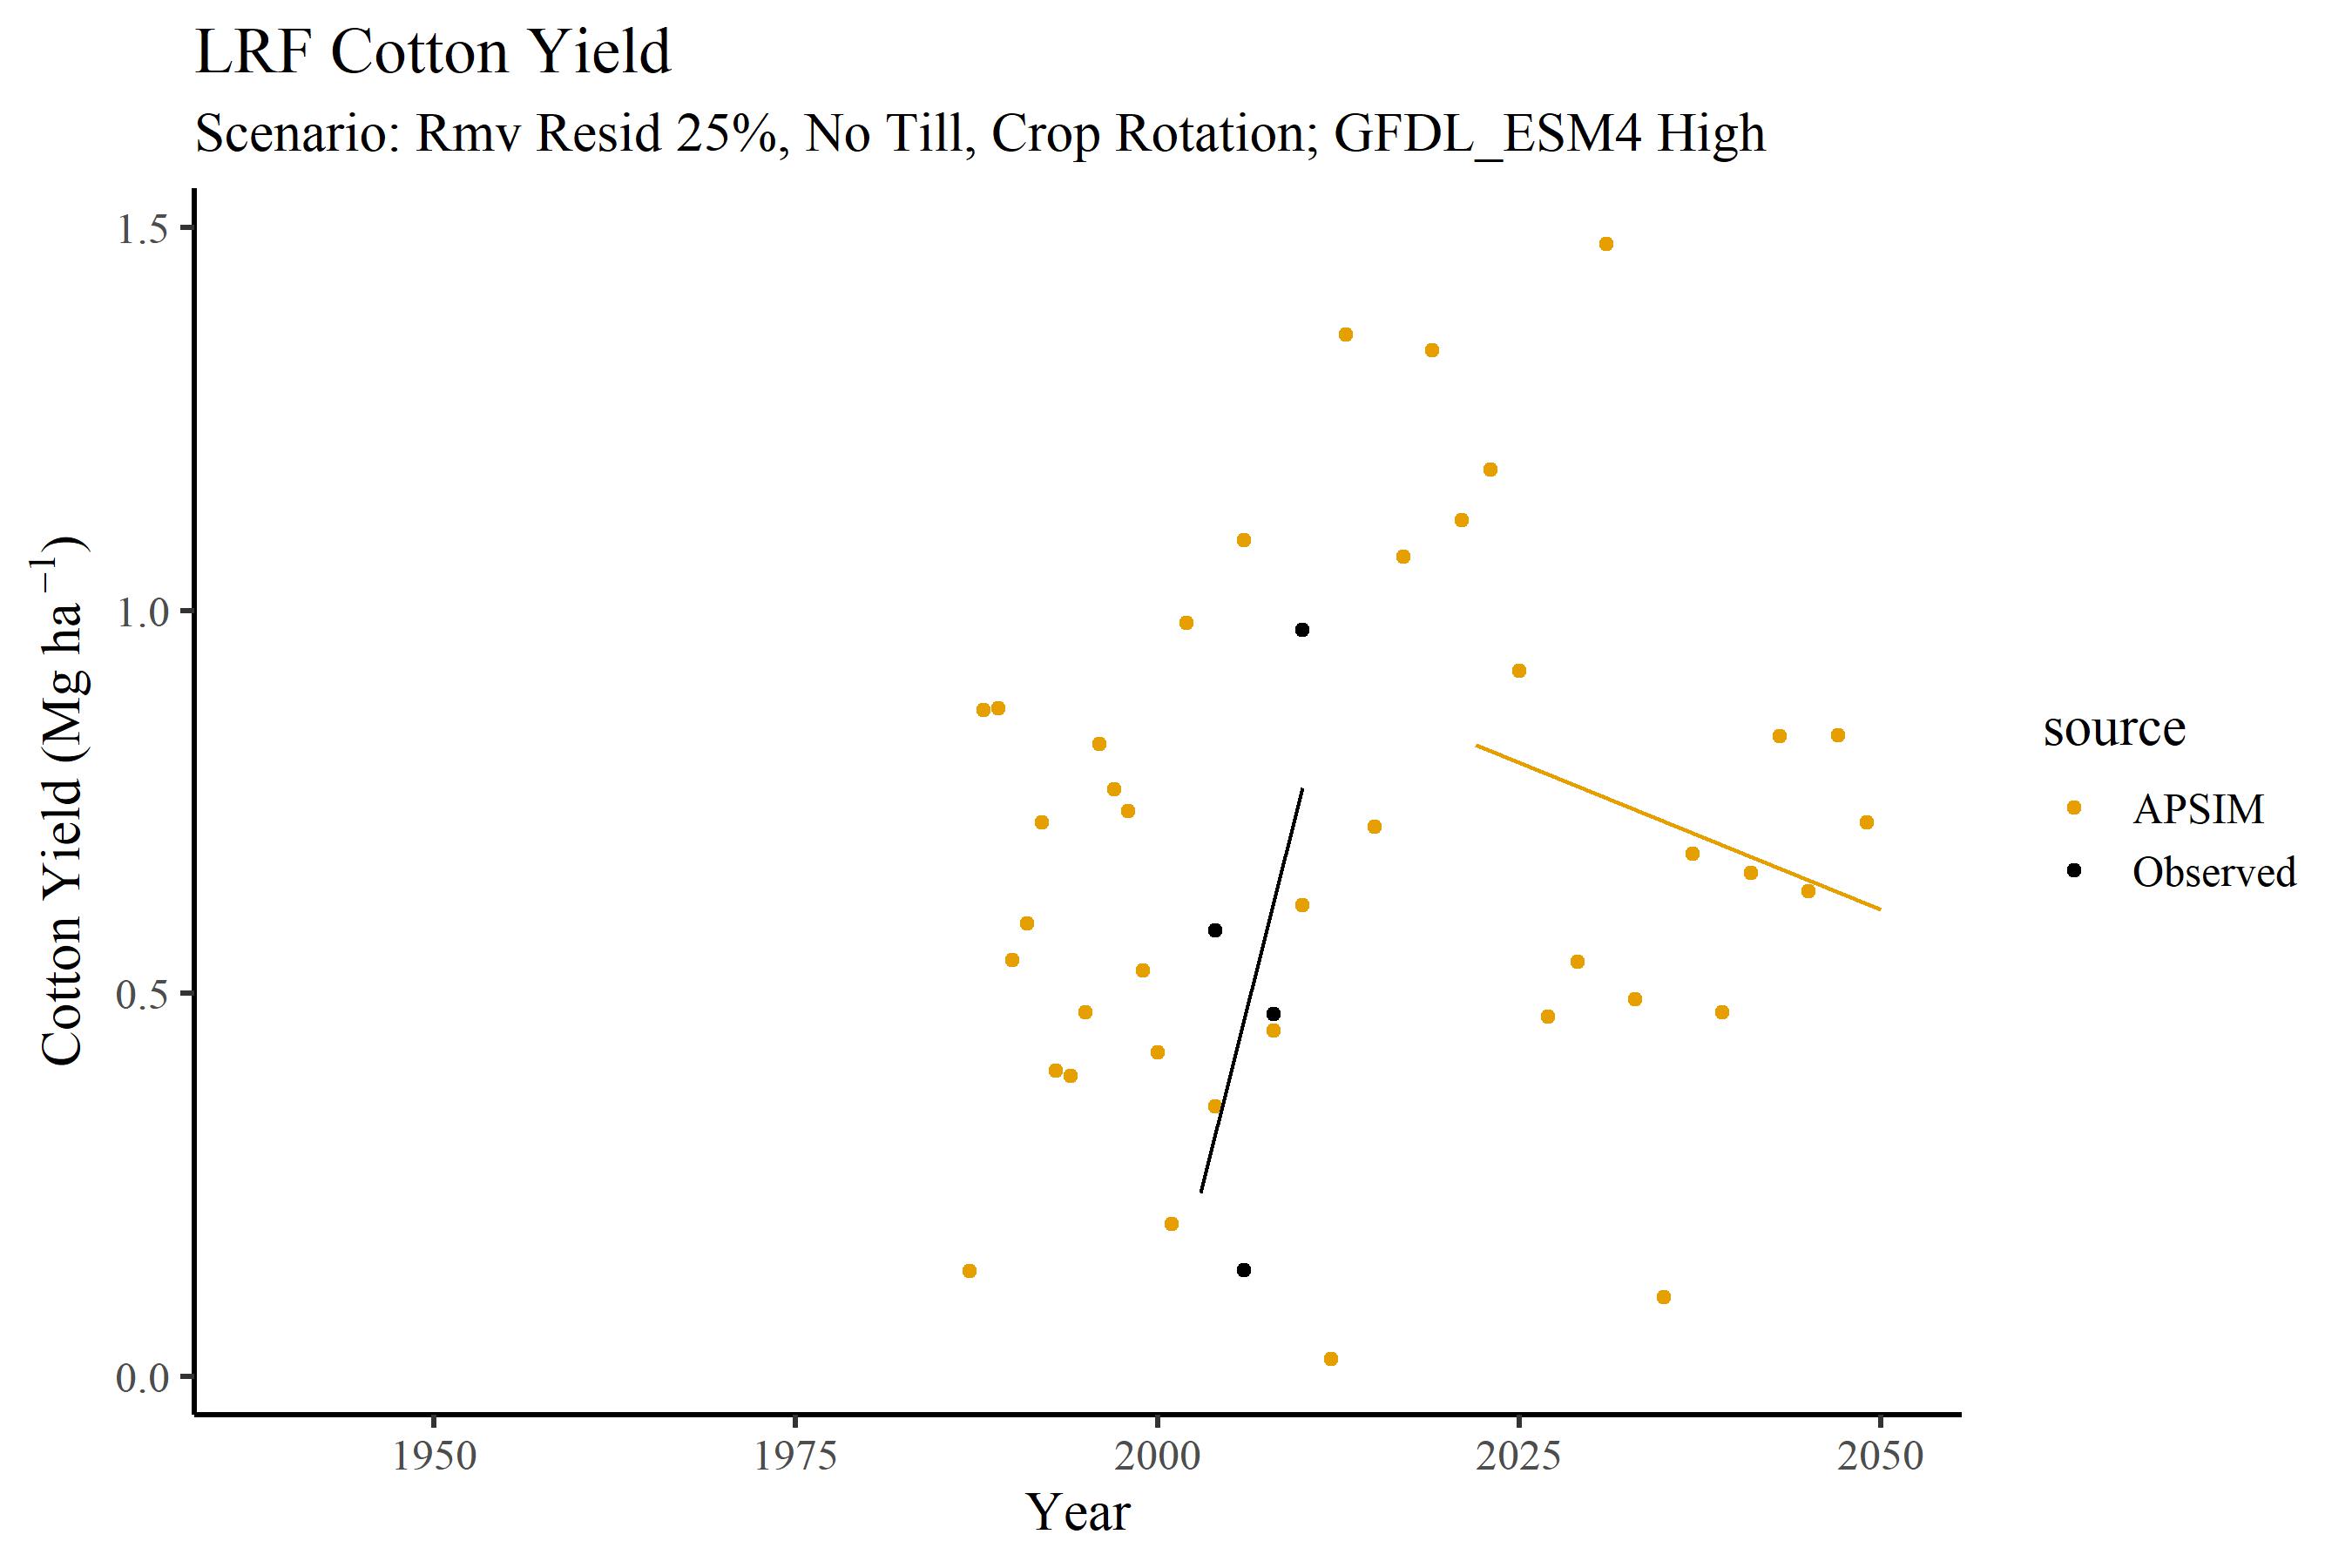 LRF Cotton Yield
Scenario: Rmv Resid 25%, No Till, Crop Rotation; GFDL_ESM4 High
Cotton Yield (Mg ha −1)
1.5
1.0
0.5
0.0
1950 1975 2000 2025 2050
Year
source
APSIM
Observed